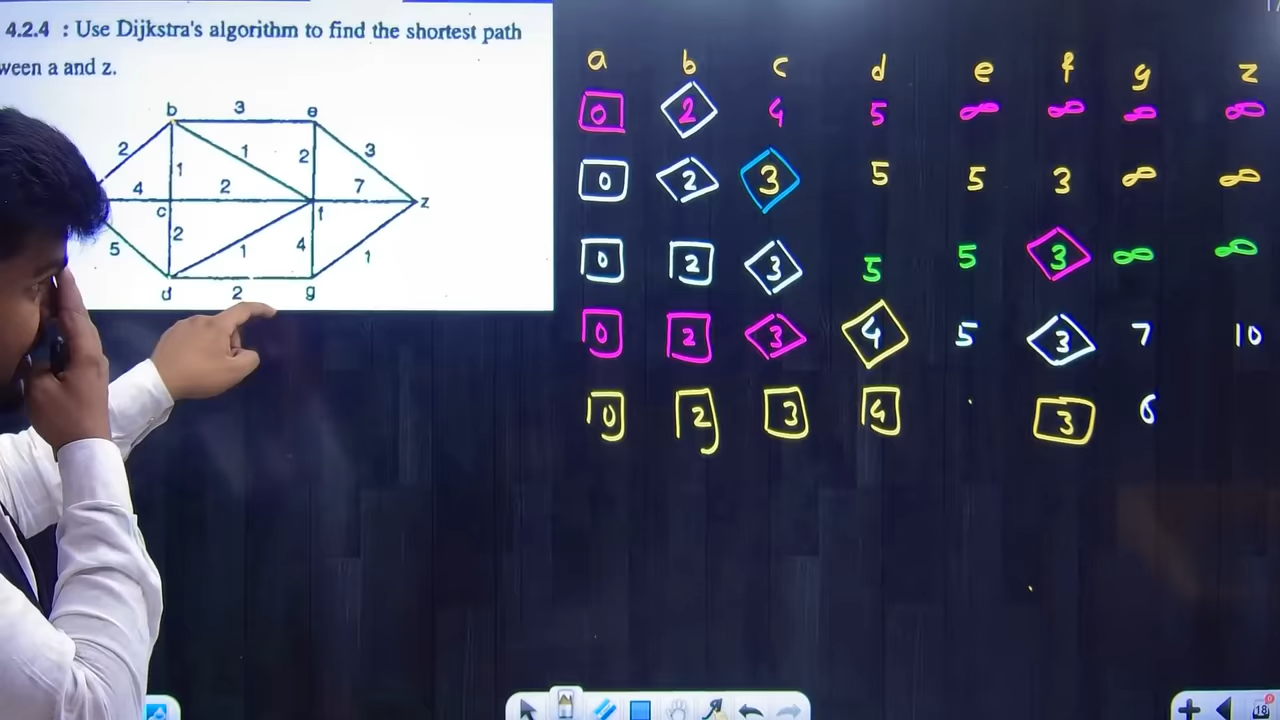 4.2.4 : Use Dijkstra's algorithm to find the shortest path
ween a and z.
b 3 e
2 1 1 2 3
4 2 7
c f z
5 2 1 4 1
d 2 g
a b c d e f g z
0 2 4 5 ∞ ∞ ∞ ∞
0 2 3 5 5 3 ∞ ∞
0 2 3 5 5 3 ∞ ∞
0 2 3 4 5 3 7 10
0 2 3 4 3 6
18